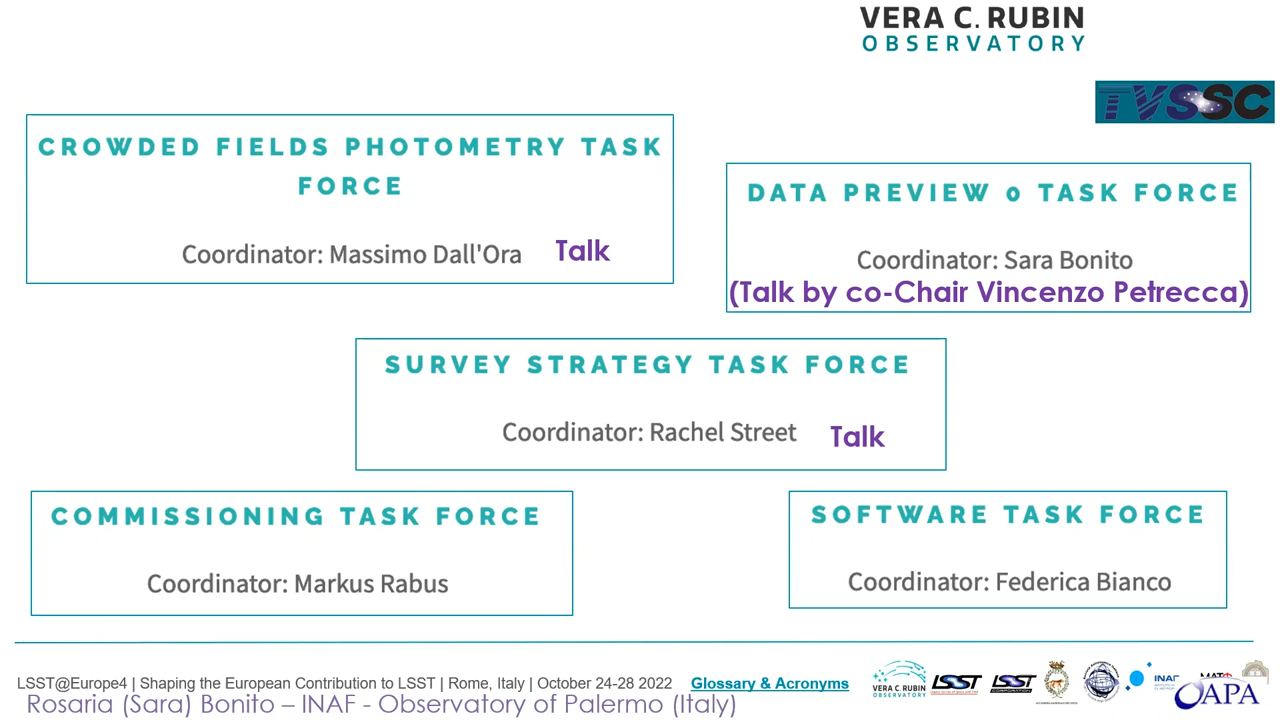 VERA C. RUBIN
OBSERVATORY
TVSSC
CROWDED FIELDS PHOTOMETRY TASK
FORCE
Coordinator: Massimo Dall'Ora Talk
DATA PREVIEW 0 TASK FORCE
Coordinator: Sara Bonito
(Talk by co-Chair Vincenzo Petrecca)
SURVEY STRATEGY TASK FORCE
Coordinator: Rachel Street Talk
COMMISSIONING TASK FORCE
Coordinator: Markus Rabus
SOFTWARE TASK FORCE
Coordinator: Federica Bianco
LSST@Europe4 | Shaping the European Contribution to LSST | Rome, Italy | October 24-28 2022 Glossary & Acronyms
Rosaria (Sara) Bonito – INAF - Observatory of Palermo (Italy)
VERA C. RUBIN
OBSERVATORY
LSST
LSST
CORPORATION
INAF
OAPA